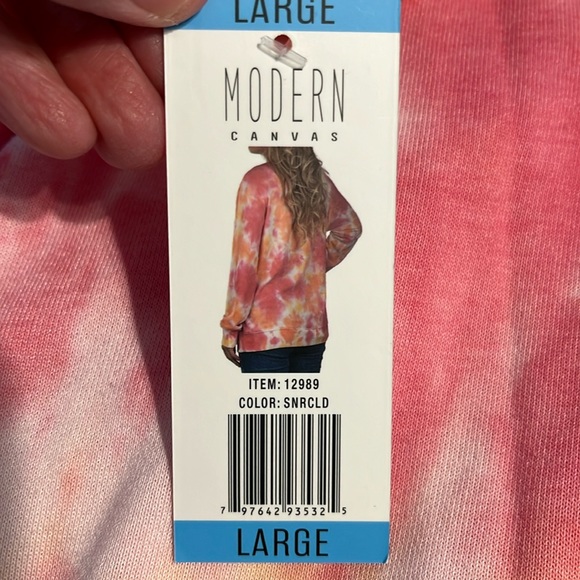 LARGE
MODERN
CANVAS
ITEM: 12989
COLOR: SNRCLD
7 97642 93532 5
LARGE